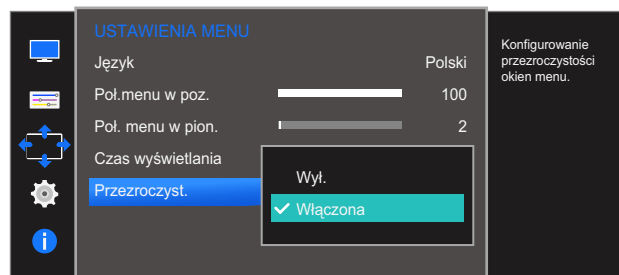 USTAWIENIA MENU
Język Polski
Poł.menu w poz. 100
Poł. menu w pion. 2
Czas wyświetlania
Przezroczyst.
Wył.
Włączona
Konfigurowanie
przezroczystości
okien menu.